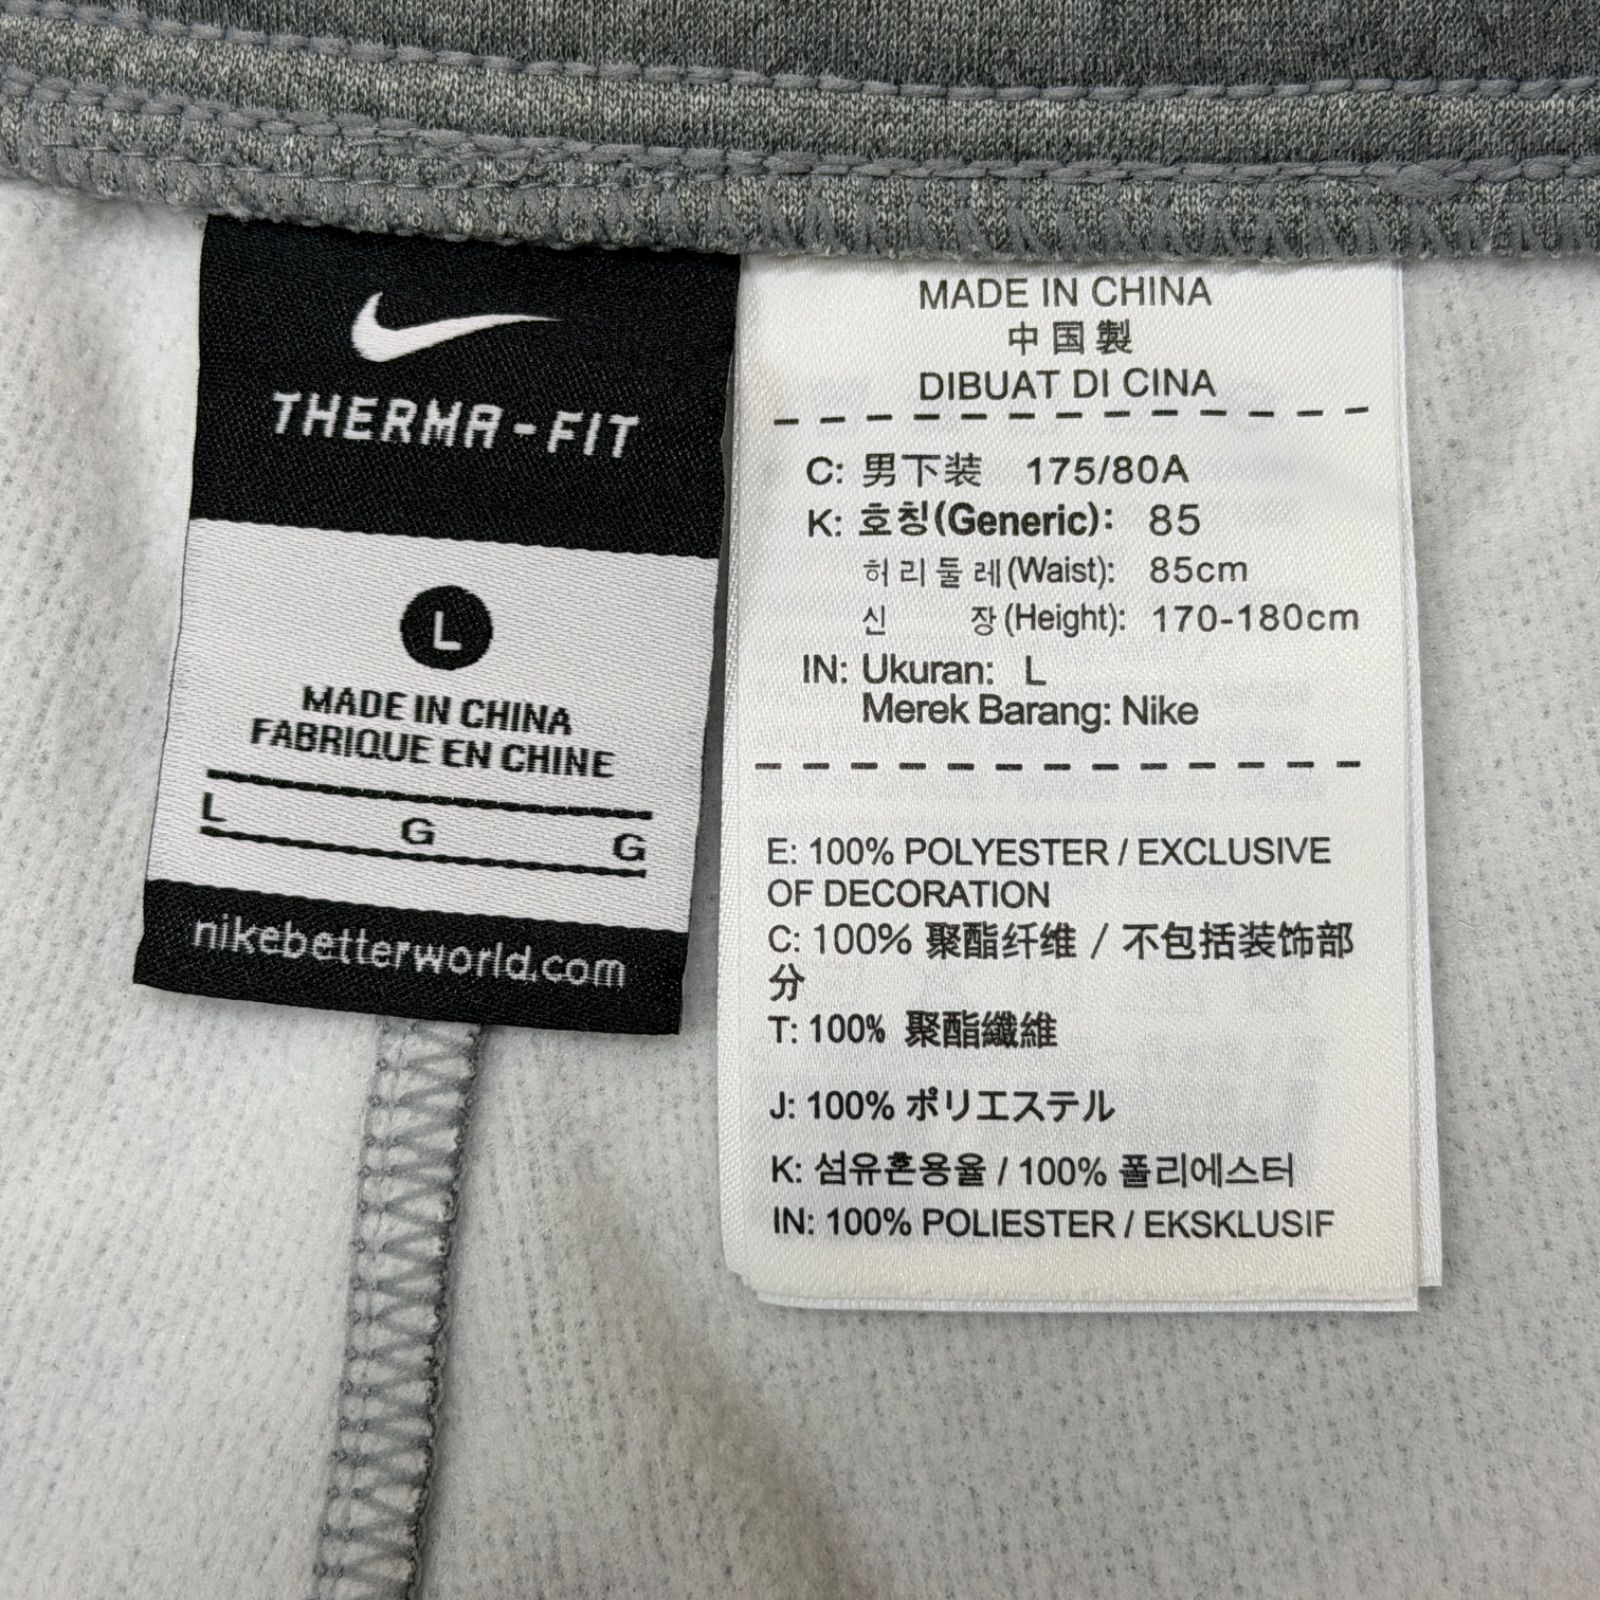 THERMA-FIT
L
MADE IN CHINA
FABRIQUE EN CHINE
L G G
nikebetterworld.com
MADE IN CHINA
中国製
DIBUAT DI CINA
C: 男下装 175/80A
K: 호칭(Generic): 85
허리둘레(Waist): 85cm
신 장(Height): 170-180cm
IN: Ukuran: L
Merek Barang: Nike
E: 100% POLYESTER / EXCLUSIVE
OF DECORATION
C: 100% 聚酯纤维 / 不包括装饰部
分
T: 100% 聚酯纖維
J: 100% ポリエステル
K: 섬유혼용율 / 100% 폴리에스터
IN: 100% POLIESTER / EKSKLUSIF